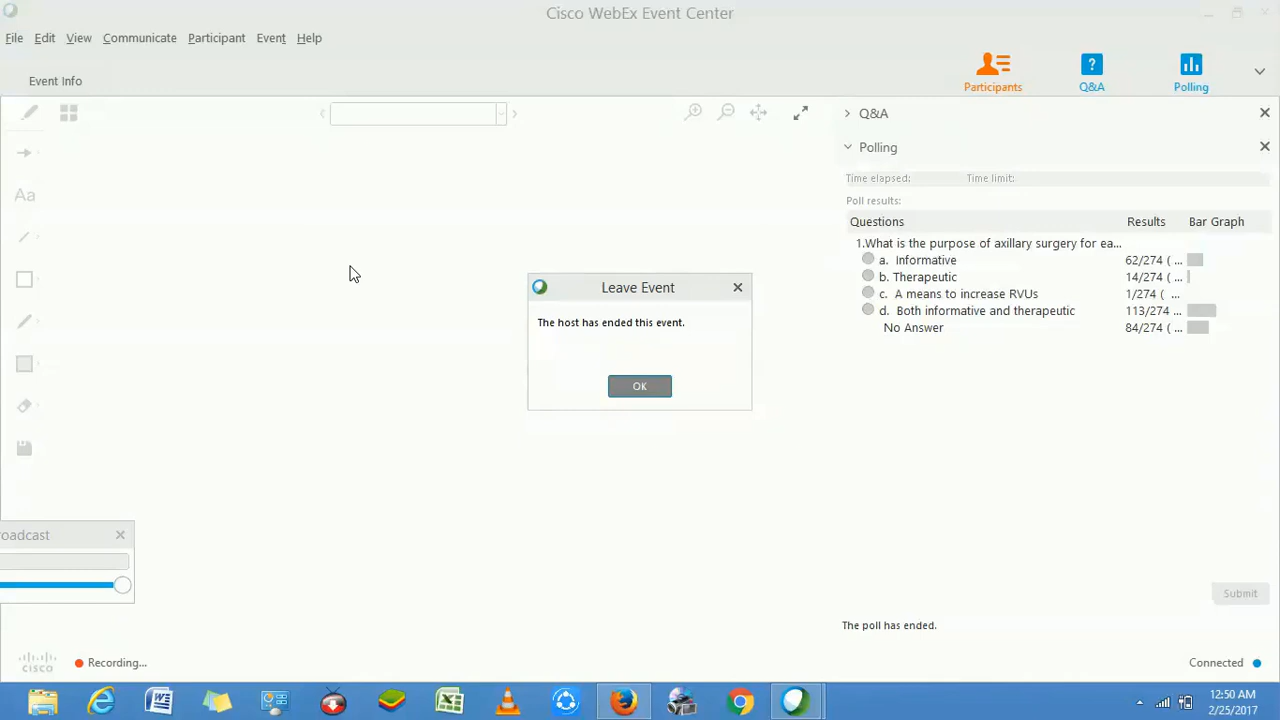 Cisco WebEx Event Center
File Edit View Communicate Participant Event Help
Event Info
Participants
Q&A
Polling
Aa
Q&A
Polling
Time elapsed: Time limit:
Poll results:
Questions Results Bar Graph
1.What is the purpose of axillary surgery for ea...
a. Informative 62/274 ( ...
b. Therapeutic 14/274 ( ...
c. A means to increase RVUs 1/274 ( ...
d. Both informative and therapeutic 113/274 ...
No Answer 84/274 ( ...
Leave Event
The host has ended this event.
OK
roadcast
Submit
The poll has ended.
cisco
Recording...
Connected
12:50 AM
2/25/2017